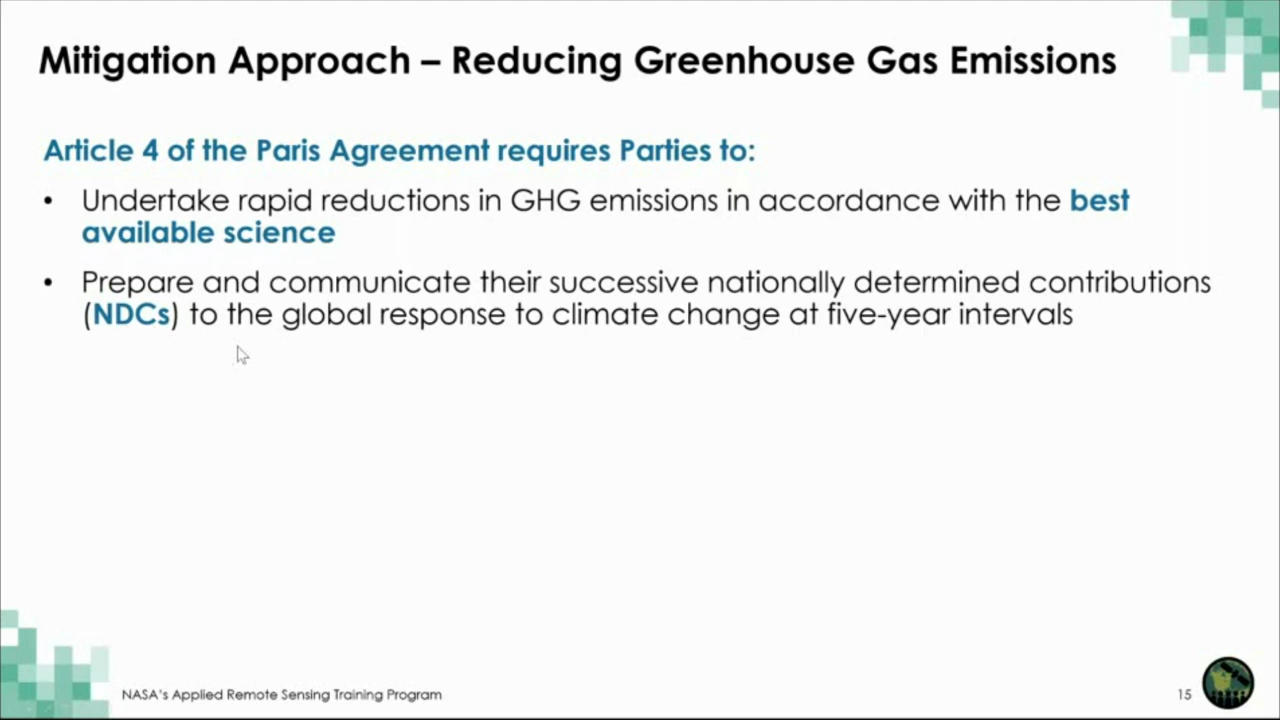 Mitigation Approach – Reducing Greenhouse Gas Emissions
Article 4 of the Paris Agreement requires Parties to:
• Undertake rapid reductions in GHG emissions in accordance with the best
available science
• Prepare and communicate their successive nationally determined contributions
(NDCs) to the global response to climate change at five-year intervals
NASA's Applied Remote Sensing Training Program
15